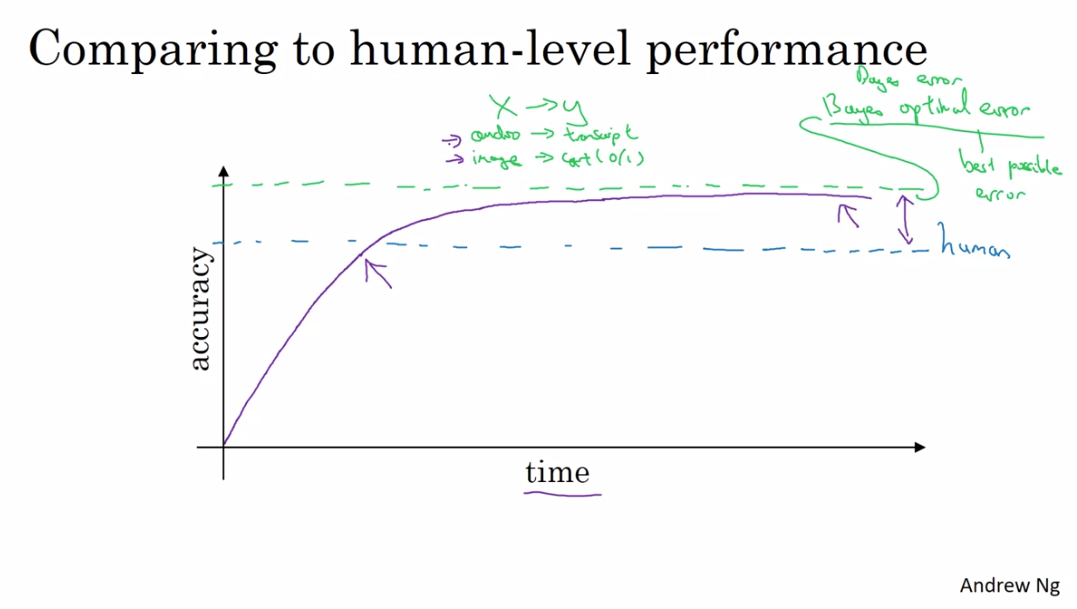 Comparing to human-level performance
Bayes error
Bayes optimal error
best possible
error
X → y
audio → transcript
→ image → cat (0/1)
human
accuracy
time
Andrew Ng